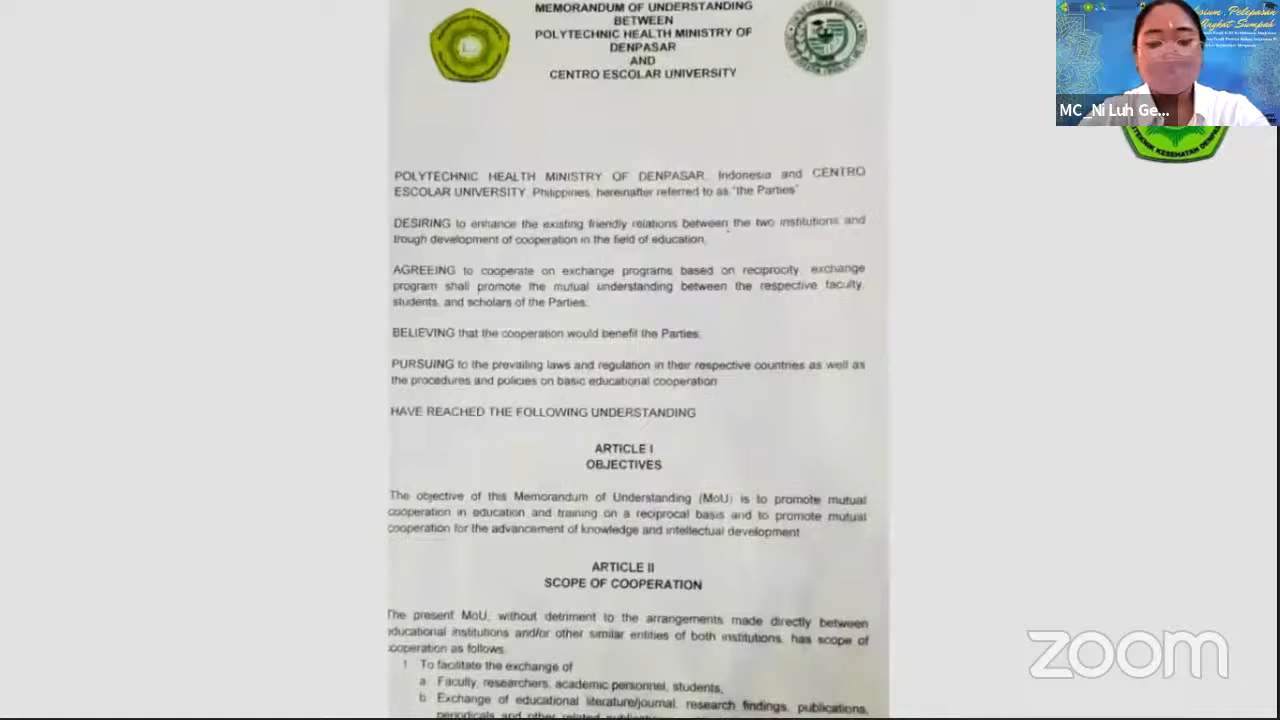 MEMORANDUM OF UNDERSTANDING
BETWEEN
POLYTECHNIC HEALTH MINISTRY OF
DENPASAR
AND
CENTRO ESCOLAR UNIVERSITY
POLYTECHNIC HEALTH MINISTRY OF DENPASAR, Indonesia and CENTRO
ESCOLAR UNIVERSITY, Philippines, hereinafter referred to as "the Parties"
DESIRING to enhance the existing friendly relations between the two institutions and
trough development of cooperation in the field of education,
AGREEING to cooperate on exchange programs based on reciprocity, exchange
program shall promote the mutual understanding between the respective faculty,
students, and scholars of the Parties;
BELIEVING that the cooperation would benefit the Parties;
PURSUING to the prevailing laws and regulation in their respective countries as well as
the procedures and policies on basic educational cooperation
HAVE REACHED THE FOLLOWING UNDERSTANDING
ARTICLE I
OBJECTIVES
The objective of this Memorandum of Understanding (MoU) is to promote mutual
cooperation in education and training on a reciprocal basis and to promote mutual
cooperation for the advancement of knowledge and intellectual development
ARTICLE II
SCOPE OF COOPERATION
The present MoU, without detriment to the arrangements made directly between
educational institutions and/or other similar entities of both institutions, has scope of
cooperation as follows
1 To facilitate the exchange of
a Faculty, researchers, academic personnel, students,
b Exchange of educational literature/journal, research findings, publications,
periodicals and other related
Pelepasan
Angkat Sumpah
MC_Ni Luh Ge...
KESEHATAN
zoom